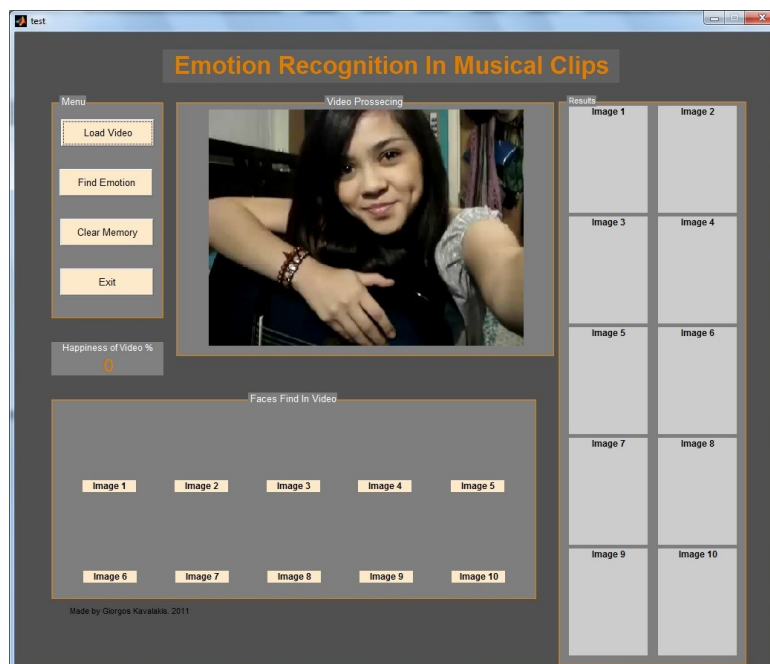 test
Emotion Recognition In Musical Clips
Menu
Load Video
Find Emotion
Clear Memory
Exit
Happiness of Video %
0
Video Prossecing
Faces Find In Video
Image 1 Image 2 Image 3 Image 4 Image 5
Image 6 Image 7 Image 8 Image 9 Image 10
Made by Giorgos Kavalakis. 2011
Results
Image 1 Image 2
Image 3 Image 4
Image 5 Image 6
Image 7 Image 8
Image 9 Image 10